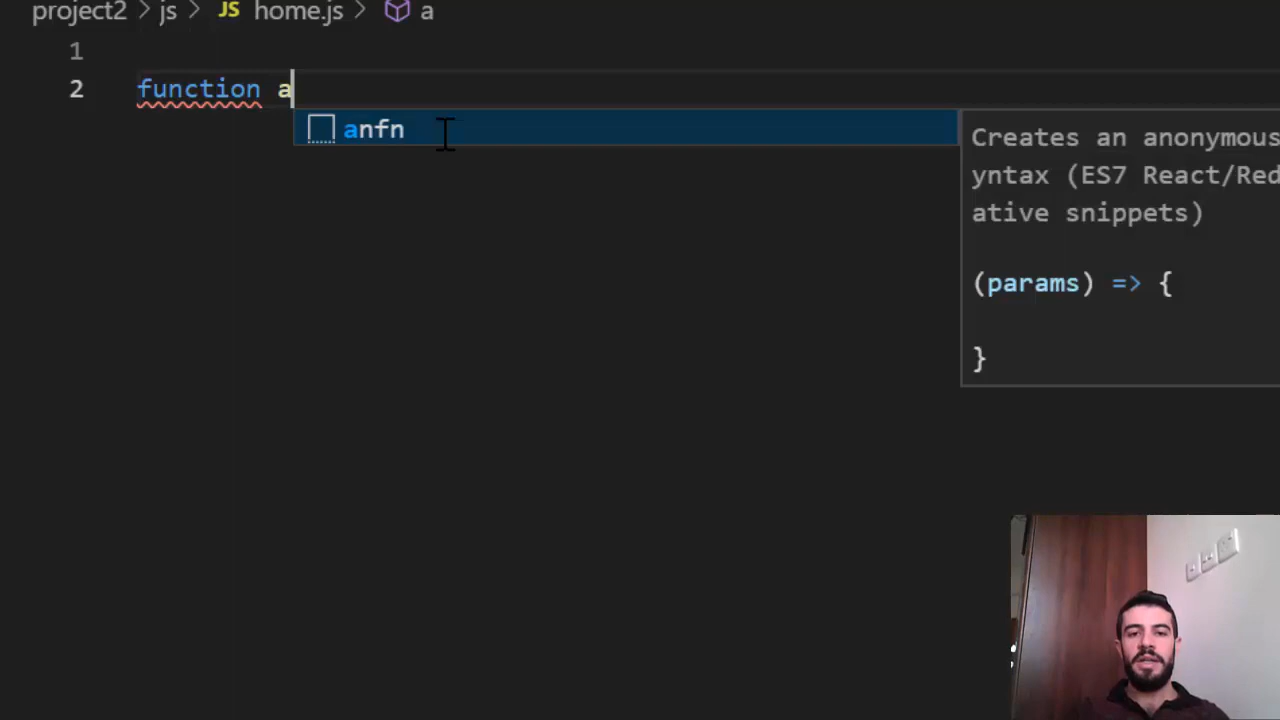 project2 > js > JS home.js > a
1
2 function a
anfn
Creates an anonymous
yntax (ES7 React/Red
ative snippets)
(params) => {
}